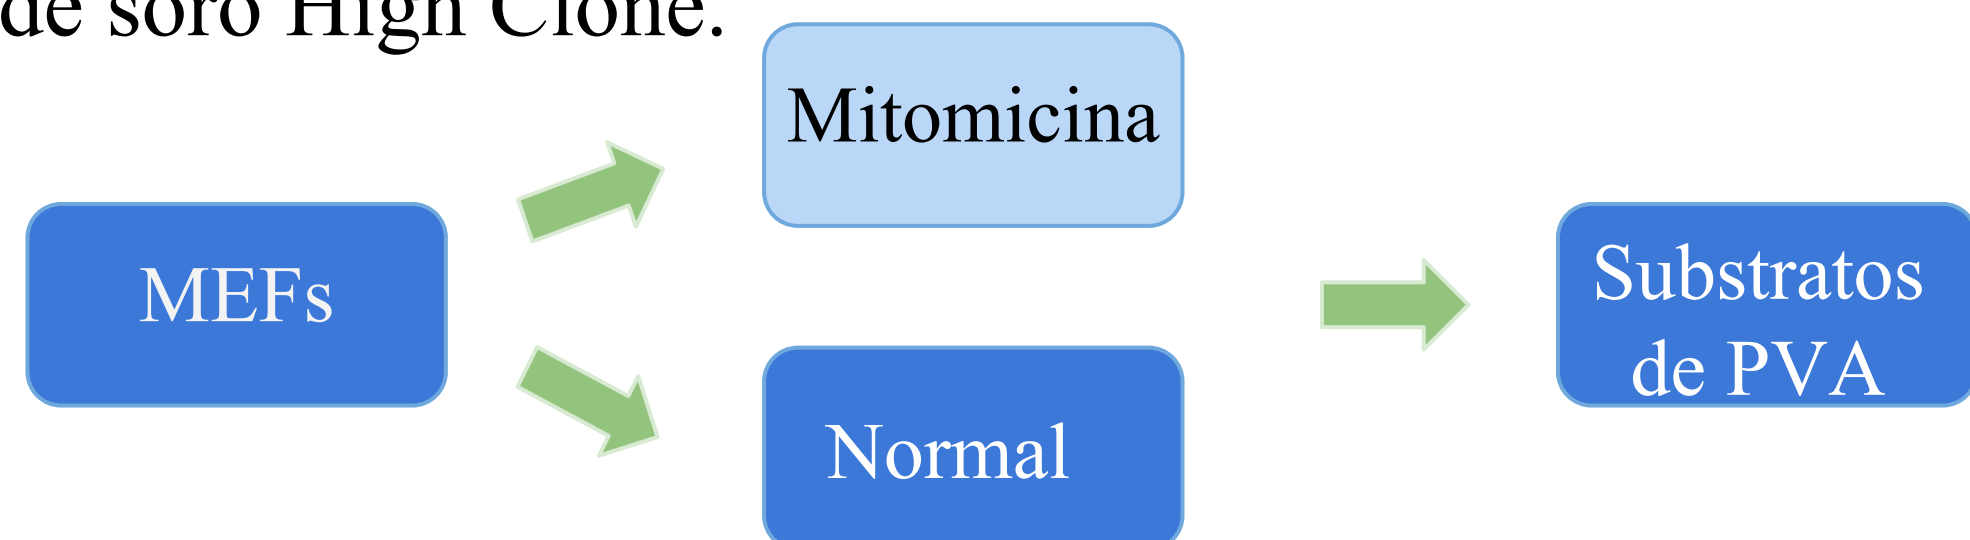 de soro High Clone.
Mitomicina
MEFs
Substratos
de PVA
Normal